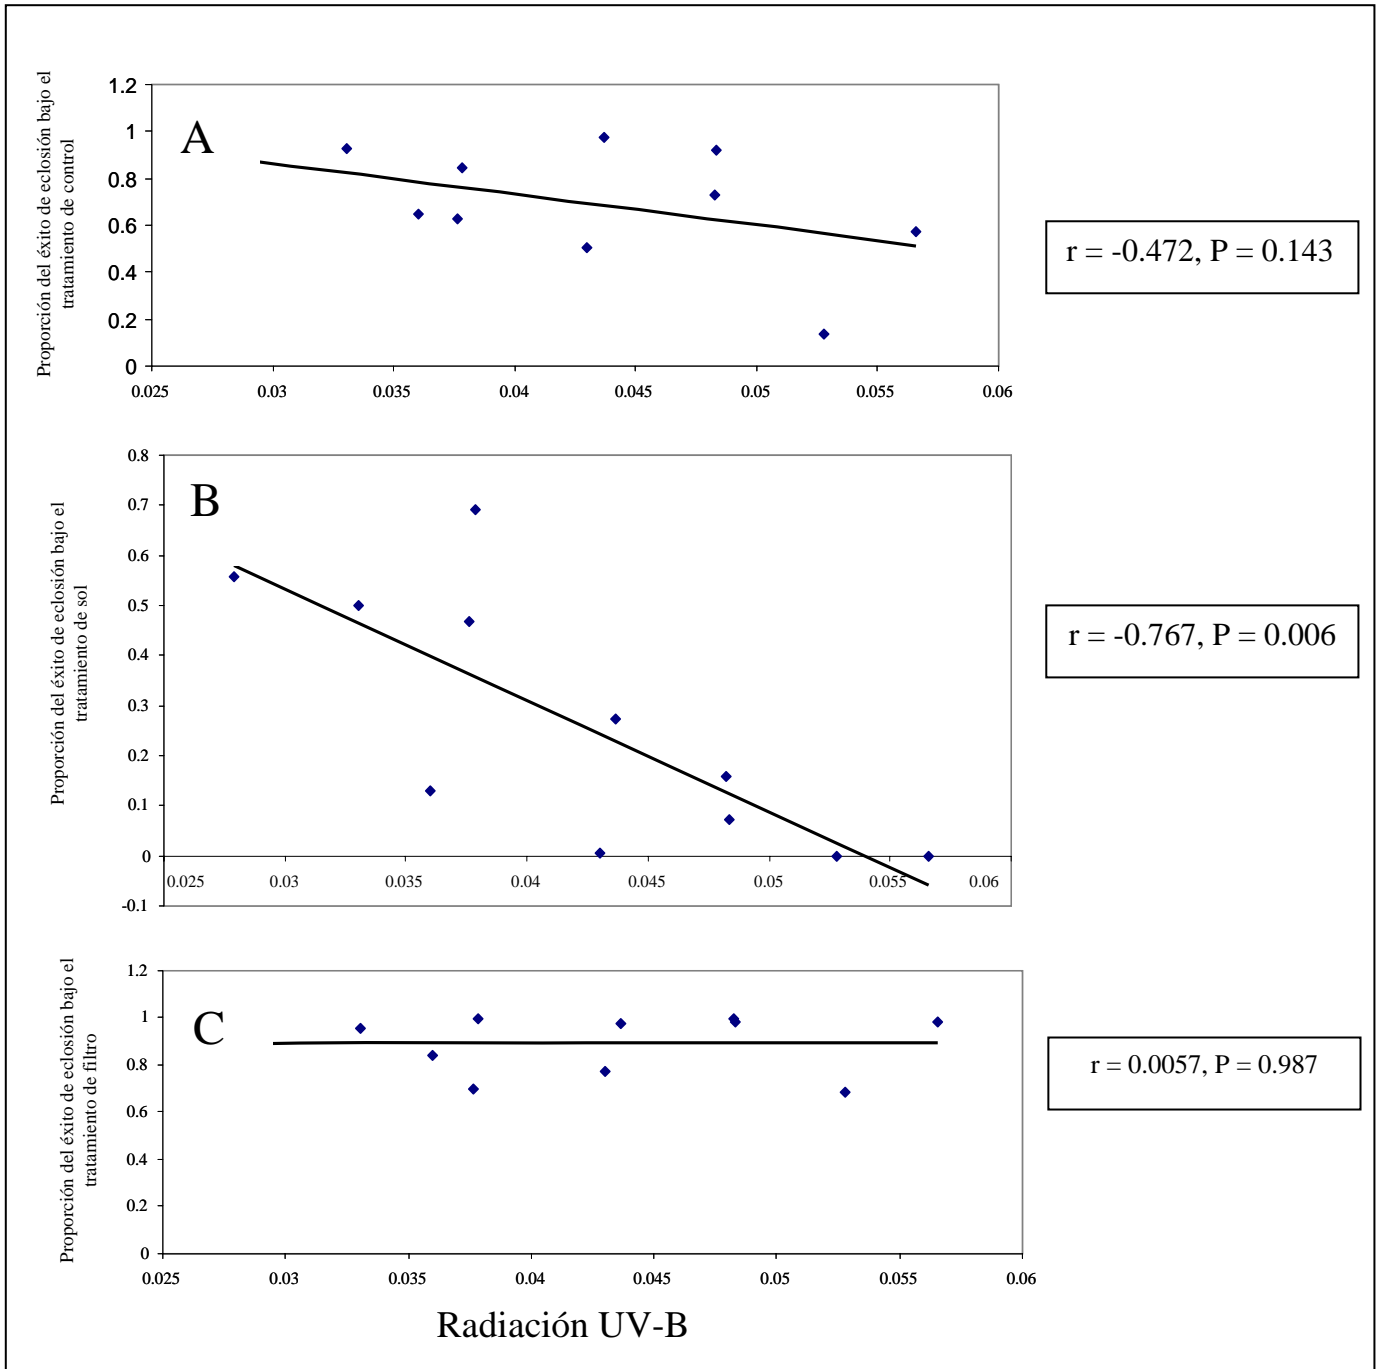 Proporción del éxito de eclosión bajo el
tratamiento de control
1.2
1
0.8
0.6
0.4
0.2
0
A
0.025 0.03 0.035 0.04 0.045 0.05 0.055 0.06
r = -0.472, P = 0.143
Proporción del éxito de eclosión bajo el
tratamiento de sol
0.8
0.7
0.6
0.5
0.4
0.3
0.2
0.1
0
-0.1
B
0.025 0.03 0.035 0.04 0.045 0.05 0.055 0.06
r = -0.767, P = 0.006
Proporción del éxito de eclosión bajo el
tratamiento de filtro
1.2
1
0.8
0.6
0.4
0.2
0
C
0.025 0.03 0.035 0.04 0.045 0.05 0.055 0.06
r = 0.0057, P = 0.987
Radiación UV-B